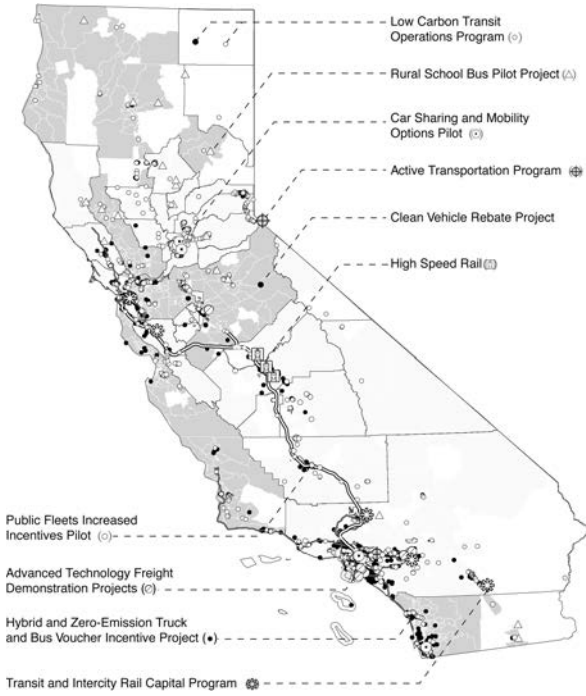 Low Carbon Transit
Operations Program (○)
Rural School Bus Pilot Project (△)
Car Sharing and Mobility
Options Pilot
Active Transportation Program
Clean Vehicle Rebate Project
High Speed Rail
Public Fleets Increased
Incentives Pilot (○)
Advanced Technology Freight
Demonstration Projects
Hybrid and Zero-Emission Truck
and Bus Voucher Incentive Project (●)
Transit and Intercity Rail Capital Program